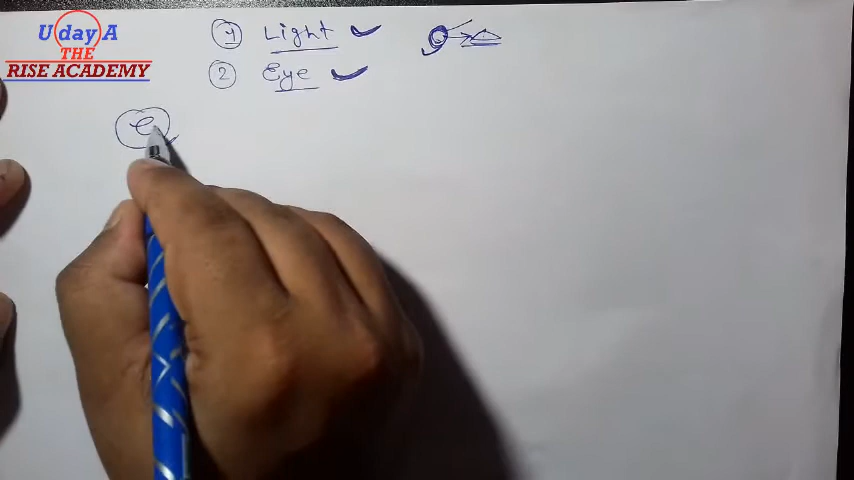 UdayA
THE
RISE ACADEMY
1 Light
2 Eye
e